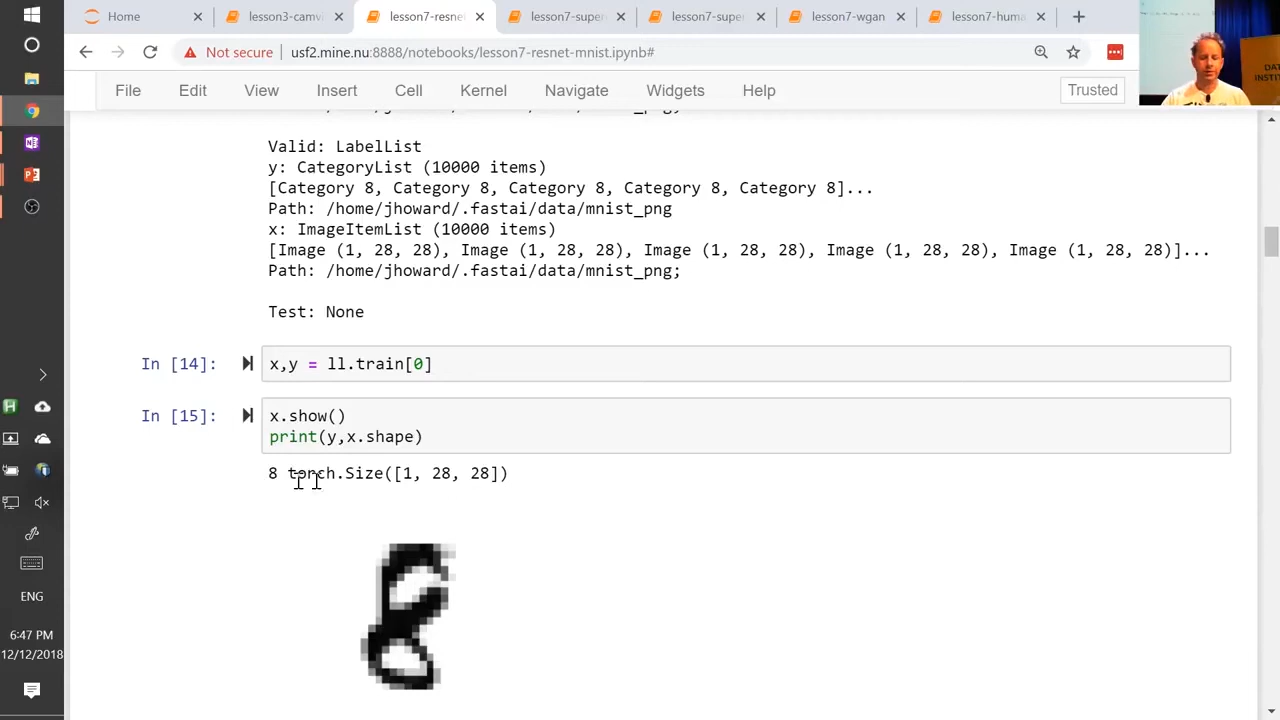 Home
lesson3-camvi
lesson7-resne
lesson7-super
lesson7-super
lesson7-wgan
lesson7-huma
Not secure
usf2.mine.nu:8888/notebooks/lesson7-resnet-mnist.ipynb#
File Edit View Insert Cell Kernel Navigate Widgets Help
Trusted
Valid: LabelList
y: CategoryList (10000 items)
[Category 8, Category 8, Category 8, Category 8, Category 8]...
Path: /home/jhoward/.fastai/data/mnist_png
x: ImageItemList (10000 items)
[Image (1, 28, 28), Image (1, 28, 28), Image (1, 28, 28), Image (1, 28, 28), Image (1, 28, 28)]...
Path: /home/jhoward/.fastai/data/mnist_png;
Test: None
In [14]: x,y = ll.train[0]
In [15]: x.show()
print(y,x.shape)
8 torch.Size([1, 28, 28])
8
ENG
6:47 PM
12/12/2018